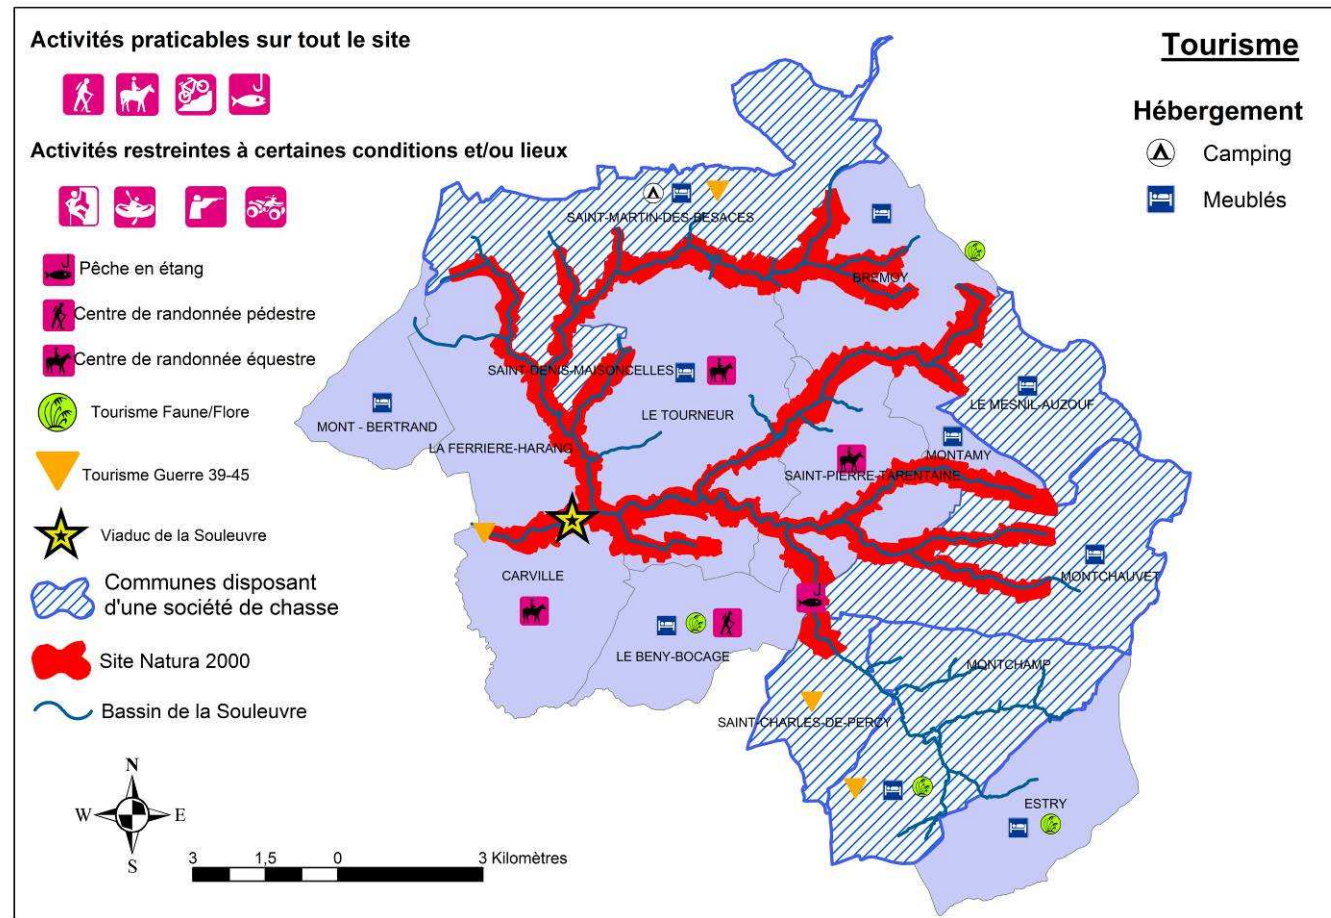 Activités praticables sur tout le site
Activités restreintes à certaines conditions et/ou lieux
Pêche en étang
Centre de randonnée pédestre
Centre de randonnée équestre
Tourisme Faune/Flore
Tourisme Guerre 39-45
Viaduc de la Souleuvre
Communes disposant
d'une société de chasse
Site Natura 2000
Bassin de la Souleuvre
N
W
E
S
3
1,5
0
3 Kilomètres
Tourisme
Hébergement
Camping
Meublés
SAINT-MARTIN-DES-BESACES
BREMOY
SAINT DENIS-MAISONCELLES
LE TOURNEUR
LE MESNIL-AUZOUF
MONT - BERTRAND
LA FERRIERE-HARANG
MONTAMY
SAINT-PIERRE-TARENTAINE
CARVILLE
MONTCHAUVET
LE BENY-BOCAGE
MONTCHAMP
SAINT-CHARLES-DE-PERCY
ESTRY